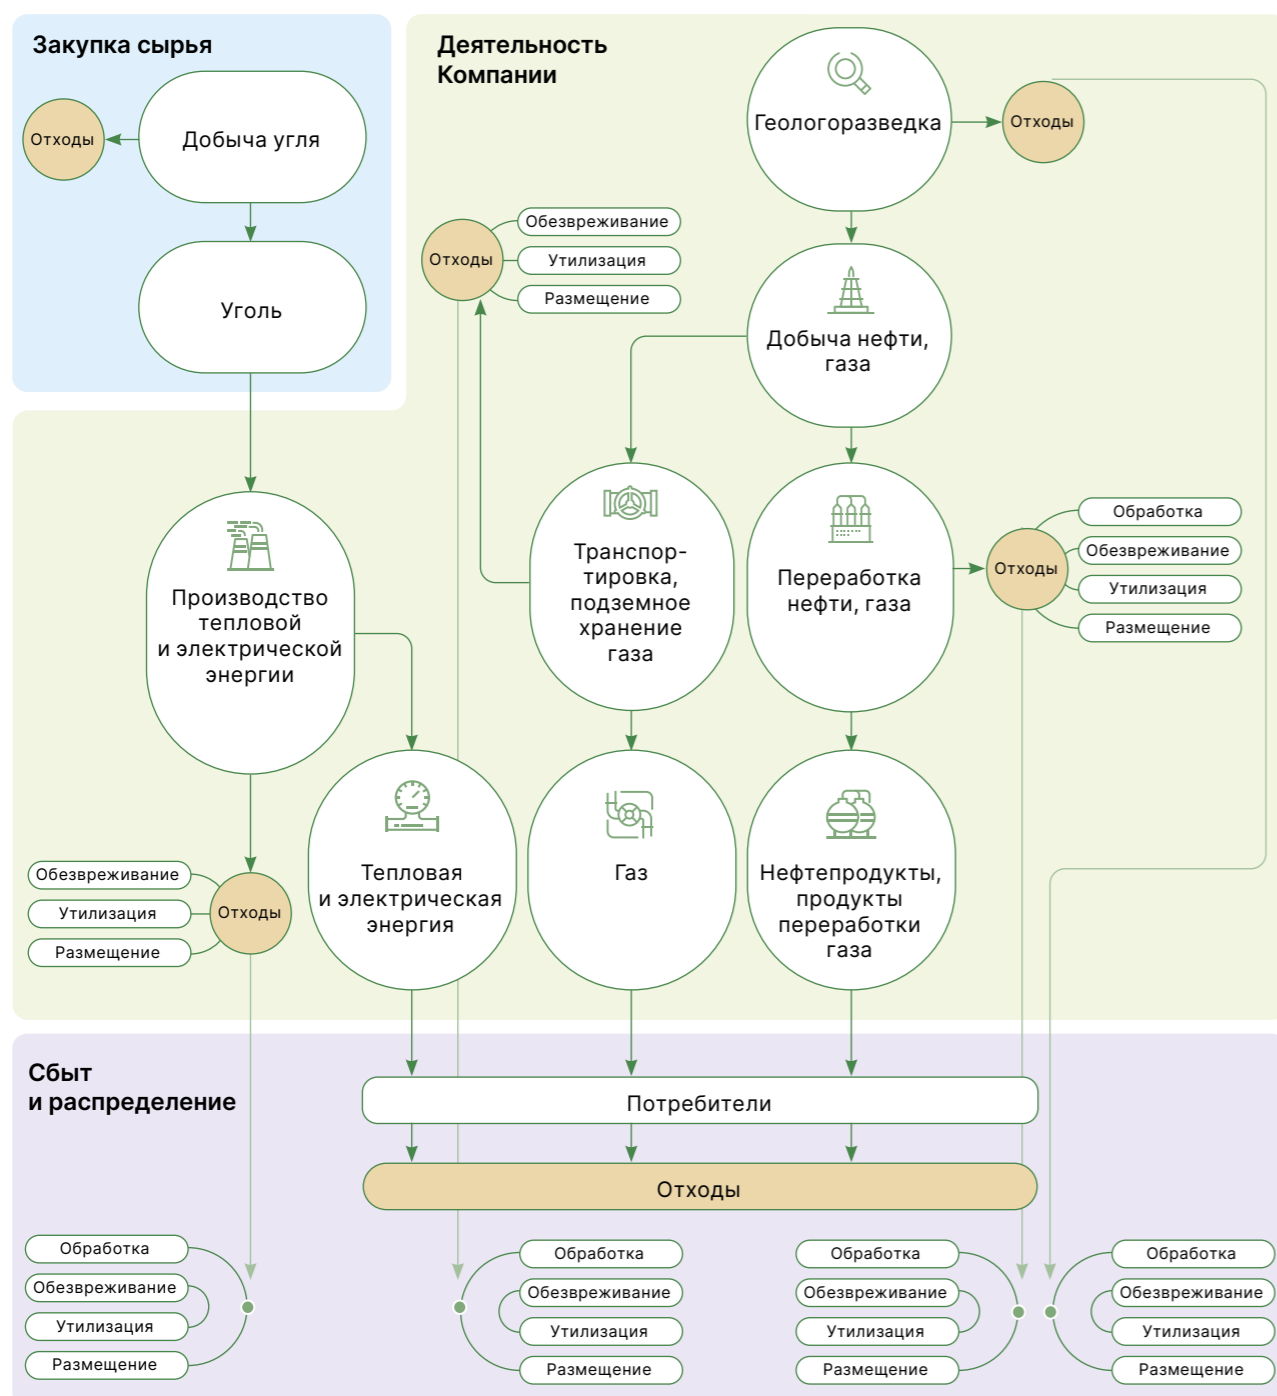 Закупка сырья
Отходы
Добыча угля
Уголь
Деятельность
Компании
Геологоразведка
Отходы
Отходы
Обезвреживание
Утилизация
Размещение
Добыча нефти,
газа
Производство
тепловой
и электрической
энергии
Транспор-
тировка,
подземное
хранение
газа
Переработка
нефти, газа
Отходы
Обработка
Обезвреживание
Утилизация
Размещение
Обезвреживание
Утилизация
Размещение
Отходы
Тепловая
и электрическая
энергия
Газ
Нефтепродукты,
продукты
переработки
газа
Сбыт
и распределение
Потребители
Отходы
Обработка
Обезвреживание
Утилизация
Размещение
Обработка
Обезвреживание
Утилизация
Размещение
Обработка
Обезвреживание
Утилизация
Размещение
Обработка
Обезвреживание
Утилизация
Размещение